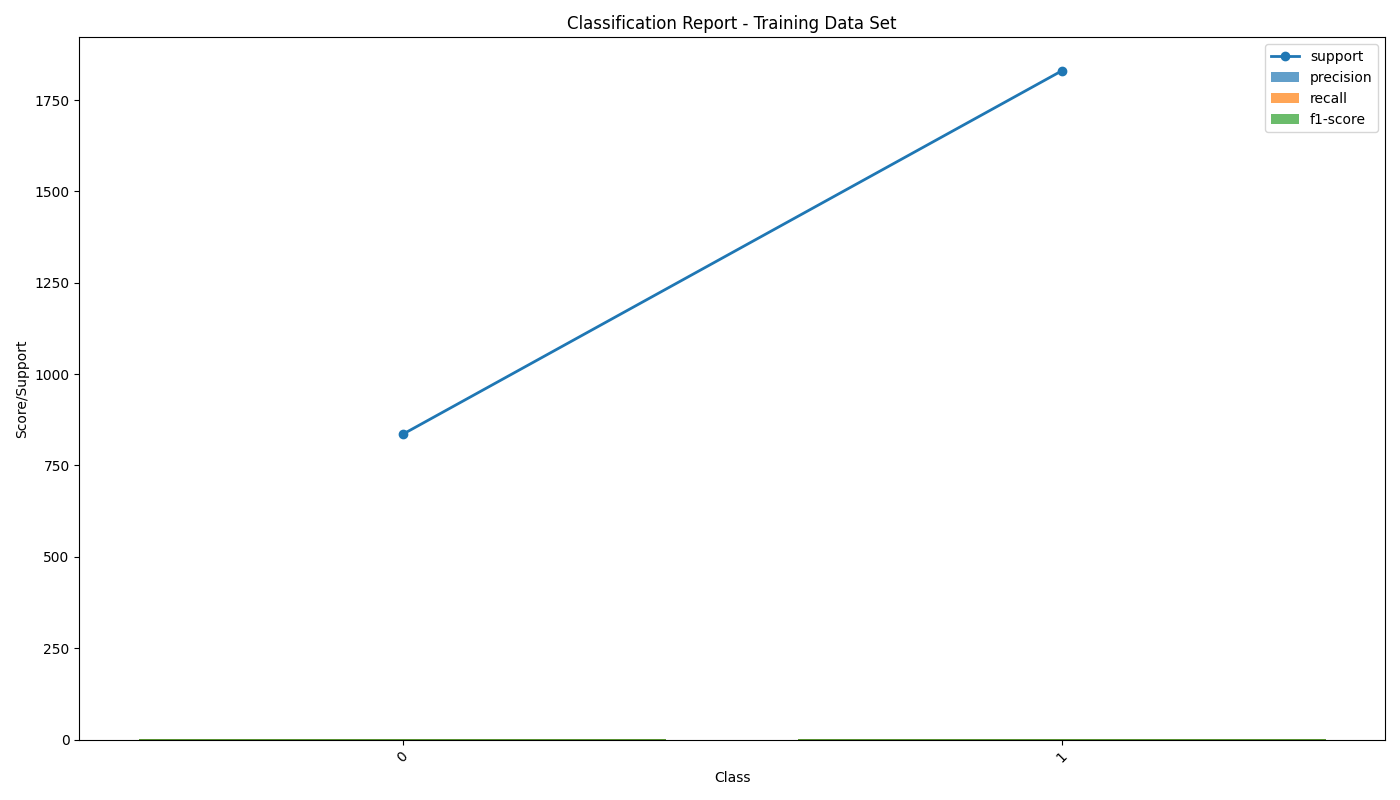 Classification Report - Training Data Set
support
precision
recall
f1-score
1750
1500
1250
1000
750
500
250
0
Score/Support
0
1
Class